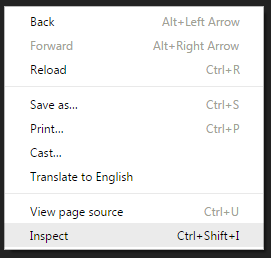 Back Alt+Left Arrow
Forward Alt+Right Arrow
Reload Ctrl+R
Save as... Ctrl+S
Print... Ctrl+P
Cast...
Translate to English
View page source Ctrl+U
Inspect Ctrl+Shift+I